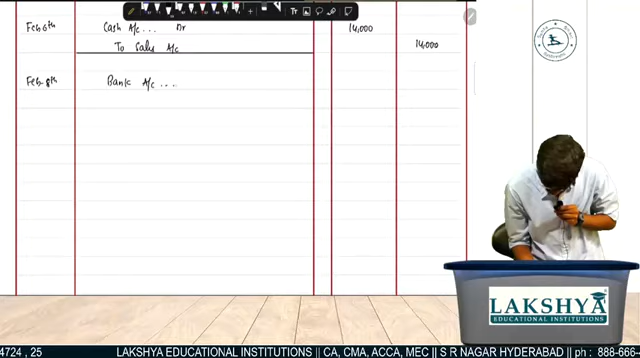 Tr
Feb 6th Cash A/c ... Dr 14,000
To Sales A/c 14,000
Feb 8th Bank A/c ....
LAKSHYA
EDUCATIONAL INSTITUTIONS
4724 , 25 LAKSHYA EDUCATIONAL INSTITUTIONS || CA, CMA, ACCA, MEC || S R NAGAR HYDERABAD || ph : 888-666